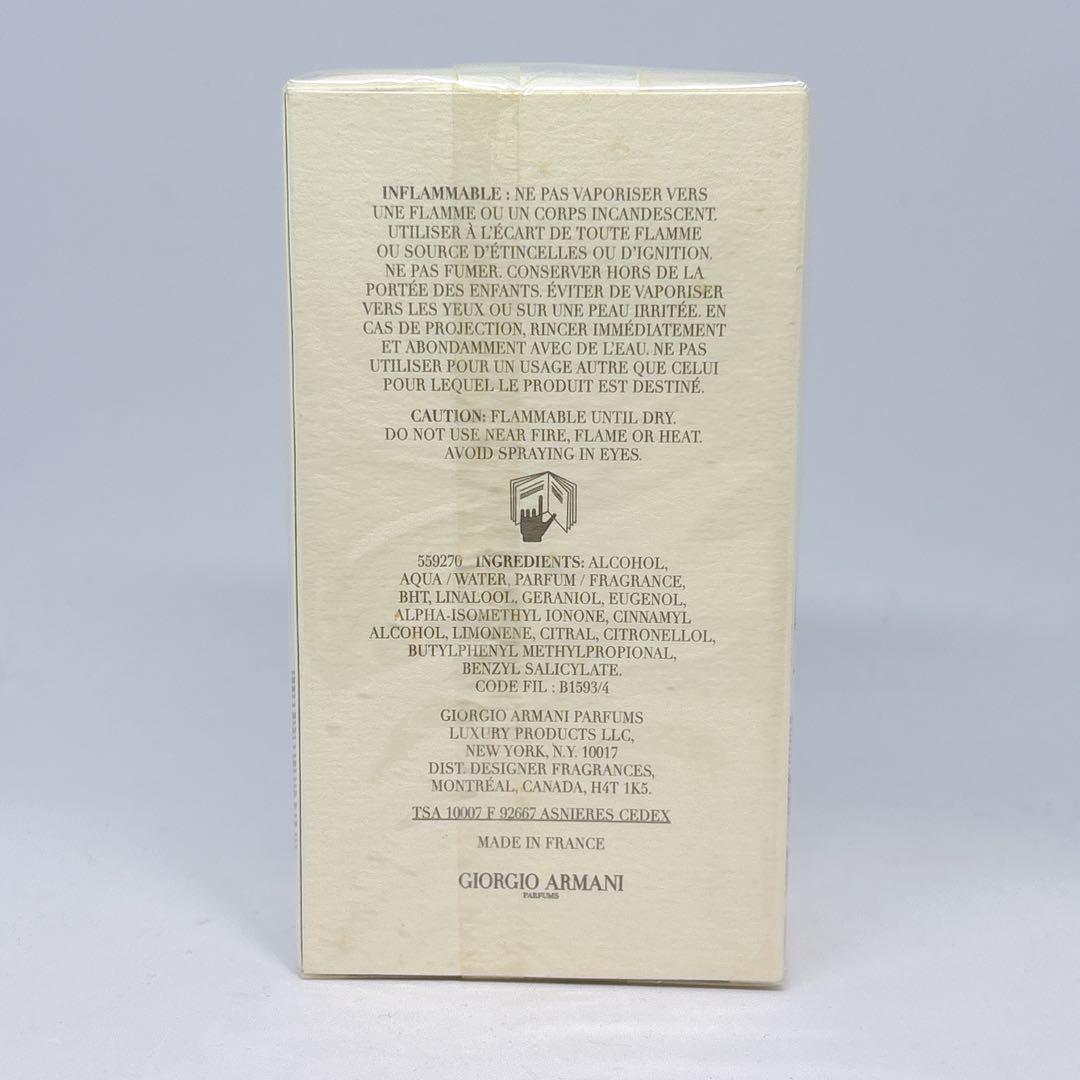 INFLAMMABLE : NE PAS VAPORISER VERS
UNE FLAMME OU UN CORPS INCANDESCENT.
UTILISER À L'ÉCART DE TOUTE FLAMME
OU SOURCE D'ÉTINCELLES OU D'IGNITION.
NE PAS FUMER. CONSERVER HORS DE LA
PORTÉE DES ENFANTS. ÉVITER DE VAPORISER
VERS LES YEUX OU SUR UNE PEAU IRRITÉE. EN
CAS DE PROJECTION, RINCER IMMÉDIATEMENT
ET ABONDAMMENT AVEC DE L'EAU. NE PAS
UTILISER POUR UN USAGE AUTRE QUE CELUI
POUR LEQUEL LE PRODUIT EST DESTINÉ.
CAUTION: FLAMMABLE UNTIL DRY.
DO NOT USE NEAR FIRE, FLAME OR HEAT.
AVOID SPRAYING IN EYES.
559270 INGREDIENTS: ALCOHOL,
AQUA / WATER, PARFUM / FRAGRANCE,
BHT, LINALOOL, GERANIOL, EUGENOL,
ALPHA-ISOMETHYL IONONE, CINNAMYL
ALCOHOL, LIMONENE, CITRAL, CITRONELLOL,
BUTYLPHENYL METHYLPROPIONAL,
BENZYL SALICYLATE.
CODE FIL : B1593/4
GIORGIO ARMANI PARFUMS
LUXURY PRODUCTS LLC,
NEW YORK, N.Y. 10017
DIST. DESIGNER FRAGRANCES,
MONTRÉAL, CANADA, H4T 1K5.
TSA 10007 F 92667 ASNIERES CEDEX
MADE IN FRANCE
GIORGIO ARMANI
PARFUMS